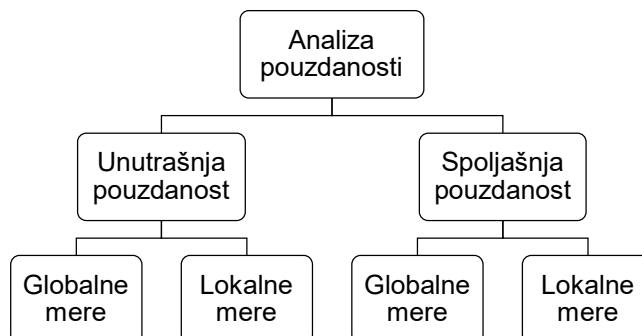 Analiza
pouzdanosti
Unutrašnja
pouzdanost
Spoljašnja
pouzdanost
Globalne
mere
Lokalne
mere
Globalne
mere
Lokalne
mere